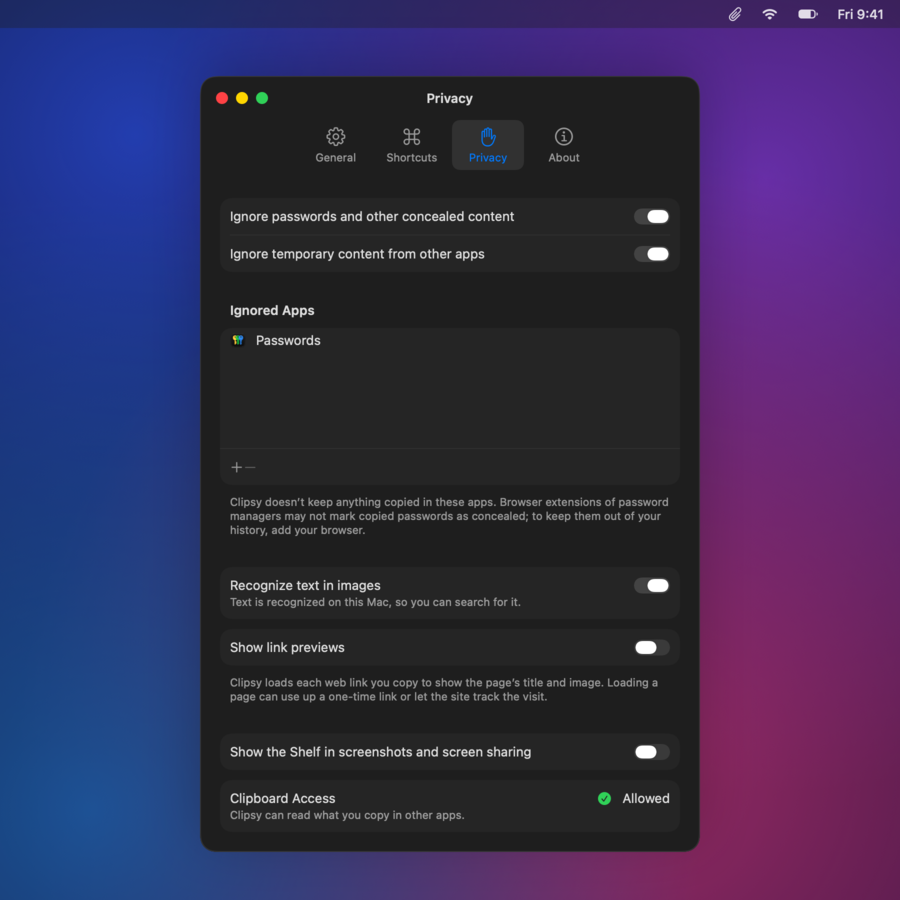 Fri 9:41
Privacy
General
Shortcuts
Privacy
About
Ignore passwords and other concealed content
Ignore temporary content from other apps
Ignored Apps
Passwords
Clipsy doesn’t keep anything copied in these apps. Browser extensions of password
managers may not mark copied passwords as concealed; to keep them out of your
history, add your browser.
Recognize text in images
Text is recognized on this Mac, so you can search for it.
Show link previews
Clipsy loads each web link you copy to show the page’s title and image. Loading a
page can use up a one-time link or let the site track the visit.
Show the Shelf in screenshots and screen sharing
Clipboard Access
Allowed
Clipsy can read what you copy in other apps.